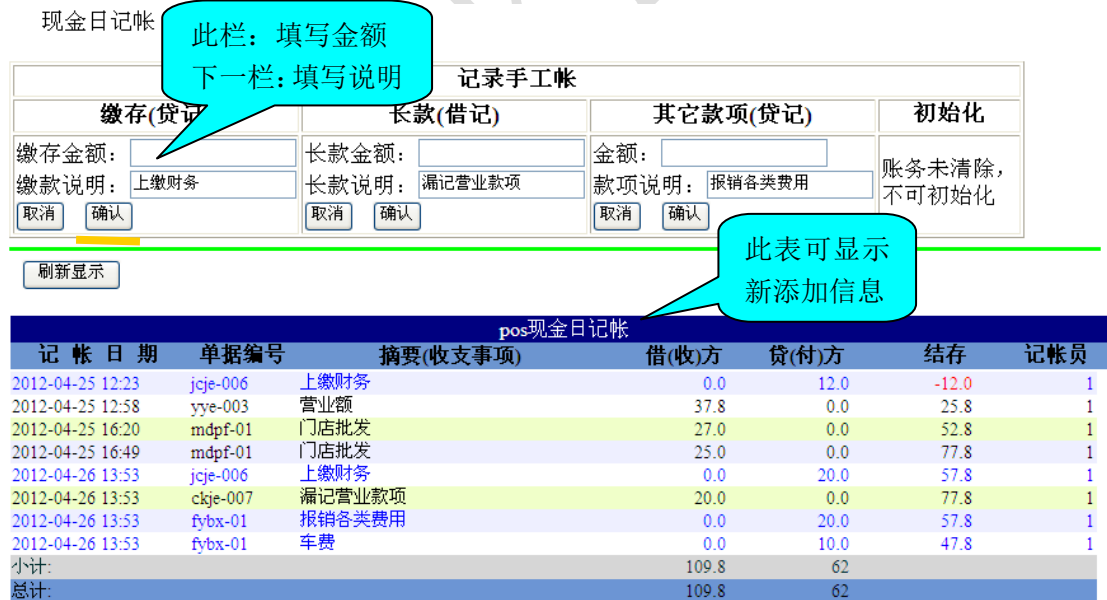 现金日记帐
此栏：填写金额
下一栏：填写说明
记录手工帐
缴存(贷记 长款(借记) 其它款项(贷记) 初始化
缴存金额： 长款金额： 金额：
缴款说明： 上缴财务 长款说明： 漏记营业款项 款项说明： 报销各类费用
账务未清除，
不可初始化
取消 确认 取消 确认 取消 确认
此表可显示
新添加信息
刷新显示
pos现金日记帐
记 帐 日 期 单据编号 摘要(收支事项) 借(收)方 贷(付)方 结存 记帐员
2012-04-25 12:23 jcje-006 上缴财务 0.0 12.0 -12.0 1
2012-04-25 12:58 yye-003 营业额 37.8 0.0 25.8 1
2012-04-25 16:20 mdpf-01 门店批发 27.0 0.0 52.8 1
2012-04-25 16:49 mdpf-01 门店批发 25.0 0.0 77.8 1
2012-04-26 13:53 jcje-006 上缴财务 0.0 20.0 57.8 1
2012-04-26 13:53 ckje-007 漏记营业款项 20.0 0.0 77.8 1
2012-04-26 13:53 fybx-01 报销各类费用 0.0 20.0 57.8 1
2012-04-26 13:53 fybx-01 车费 0.0 10.0 47.8 1
小计: 109.8 62
总计: 109.8 62